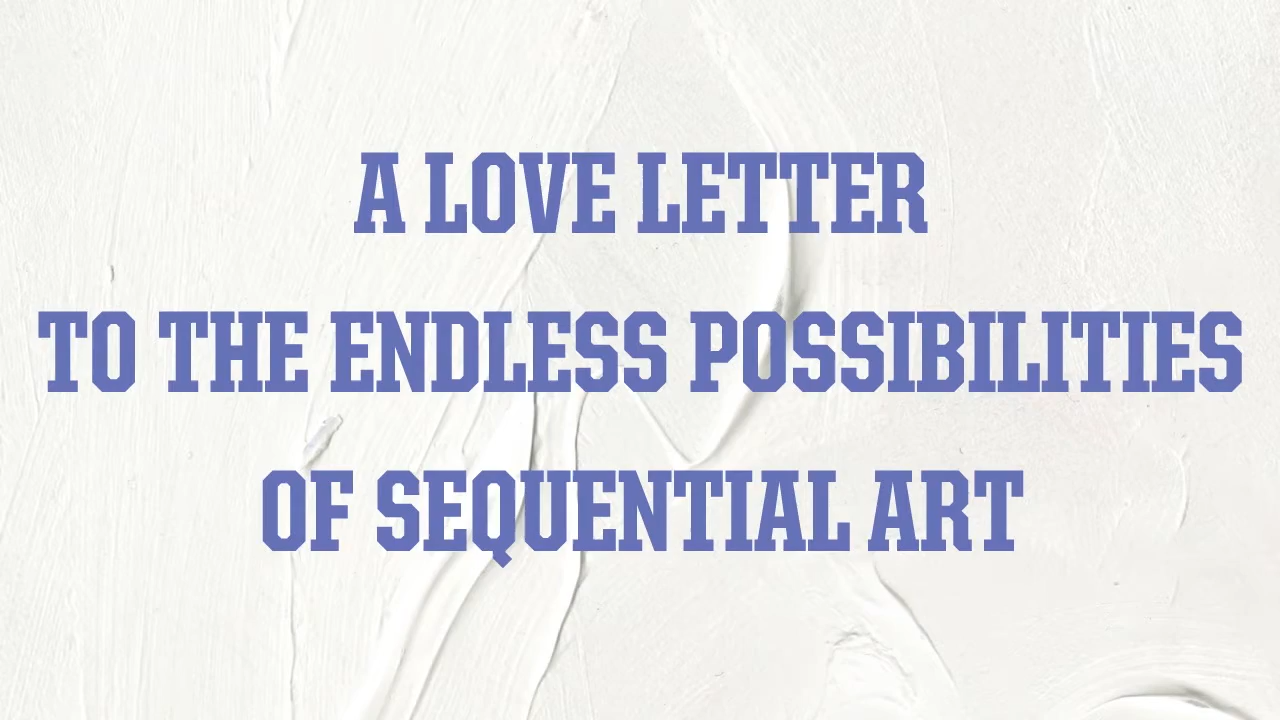 A LOVE LETTER
TO THE ENDLESS POSSIBILITIES
OF SEQUENTIAL ART